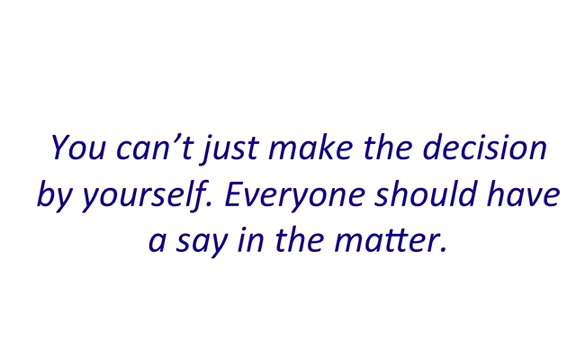 You can’t just make the decision
by yourself. Everyone should have
a say in the matter.